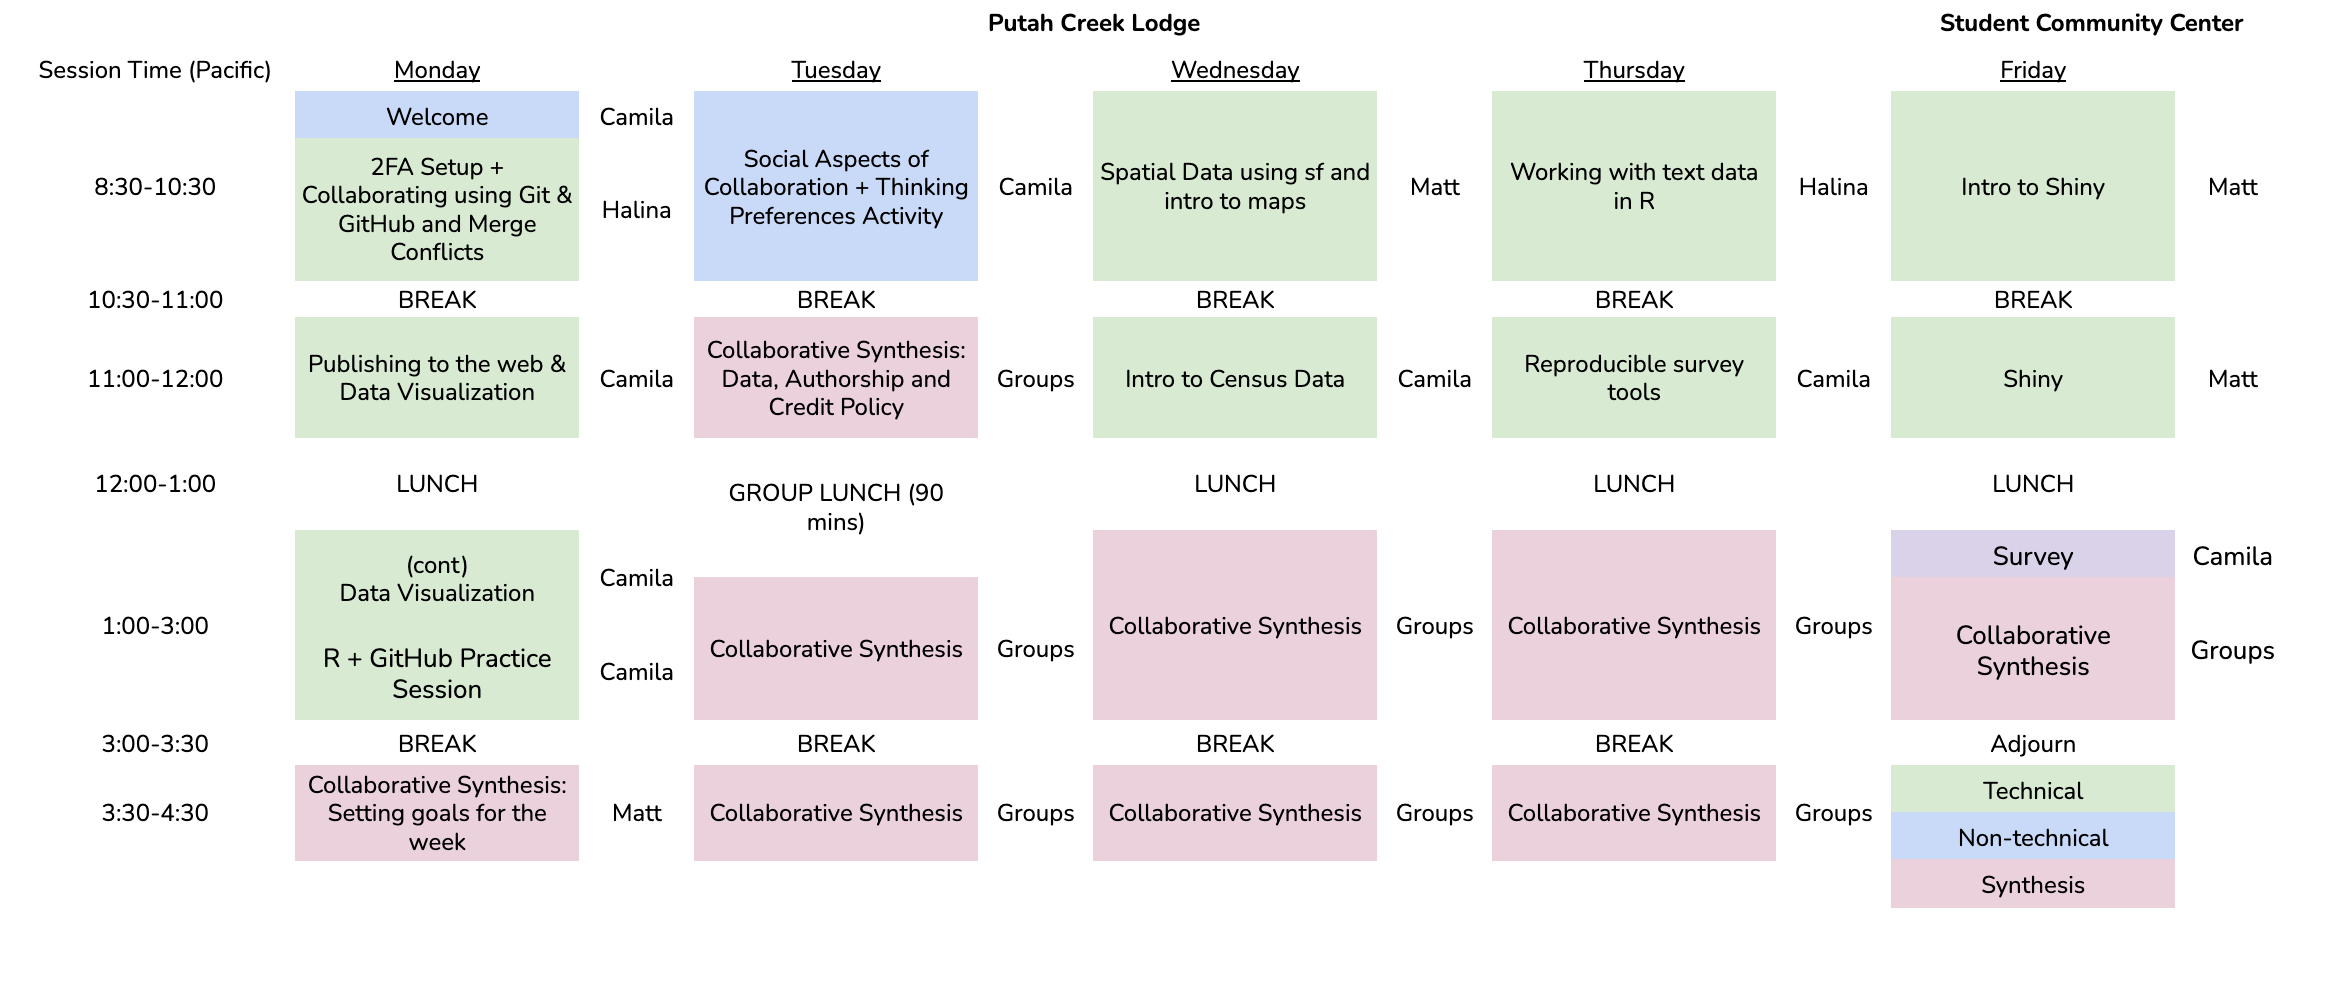 Putah Creek Lodge
Student Community Center
Session Time (Pacific)
Monday
Tuesday
Wednesday
Thursday
Friday
8:30-10:30
Welcome
Camila
2FA Setup +
Collaborating using Git &
GitHub and Merge
Conflicts
Halina
Social Aspects of
Collaboration + Thinking
Preferences Activity
Camila
Spatial Data using sf and
intro to maps
Matt
Working with text data
in R
Halina
Intro to Shiny
Matt
10:30-11:00
BREAK
BREAK
BREAK
BREAK
BREAK
11:00-12:00
Publishing to the web &
Data Visualization
Camila
Collaborative Synthesis:
Data, Authorship and
Credit Policy
Groups
Intro to Census Data
Camila
Reproducible survey
tools
Camila
Shiny
Matt
12:00-1:00
LUNCH
GROUP LUNCH (90
mins)
LUNCH
LUNCH
LUNCH
1:00-3:00
(cont)
Data Visualization
Camila
R + GitHub Practice
Session
Camila
Collaborative Synthesis
Groups
Collaborative Synthesis
Groups
Collaborative Synthesis
Groups
Survey
Camila
Collaborative
Synthesis
Groups
3:00-3:30
BREAK
BREAK
BREAK
BREAK
Adjourn
3:30-4:30
Collaborative Synthesis:
Setting goals for the
week
Matt
Collaborative Synthesis
Groups
Collaborative Synthesis
Groups
Collaborative Synthesis
Groups
Technical
Non-technical
Synthesis